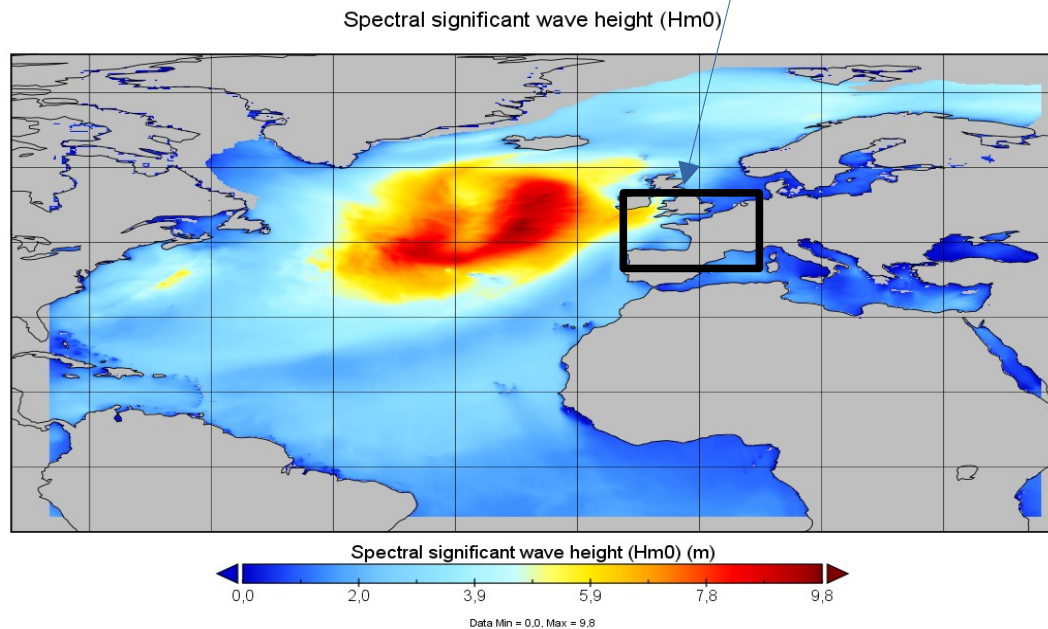 Spectral significant wave height (Hm0)
Spectral significant wave height (Hm0) (m)
0,0 2,0 3,9 5,9 7,8 9,8
Data Min = 0,0, Max = 9,8